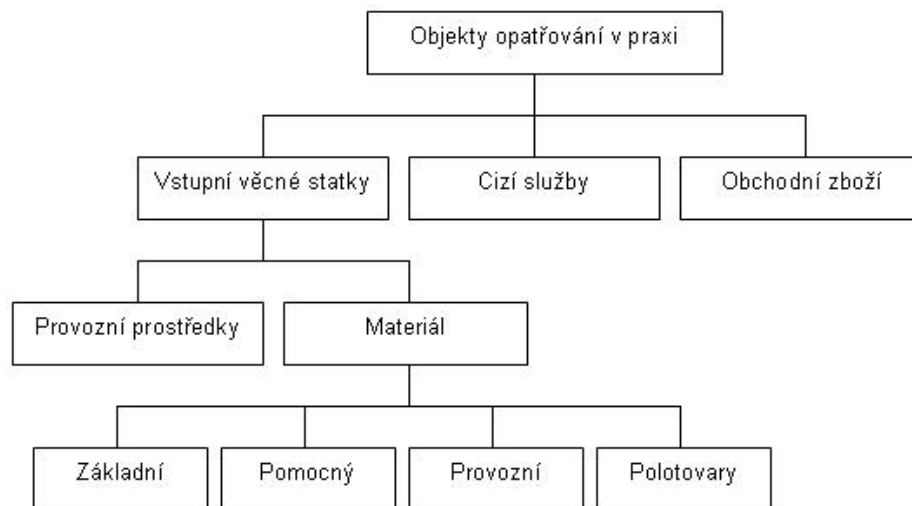 Objekty opatřování v praxi
Vstupní věcné statky
Cizí služby
Obchodní zboží
Provozní prostředky
Materiál
Základní
Pomocný
Provozní
Polotovary